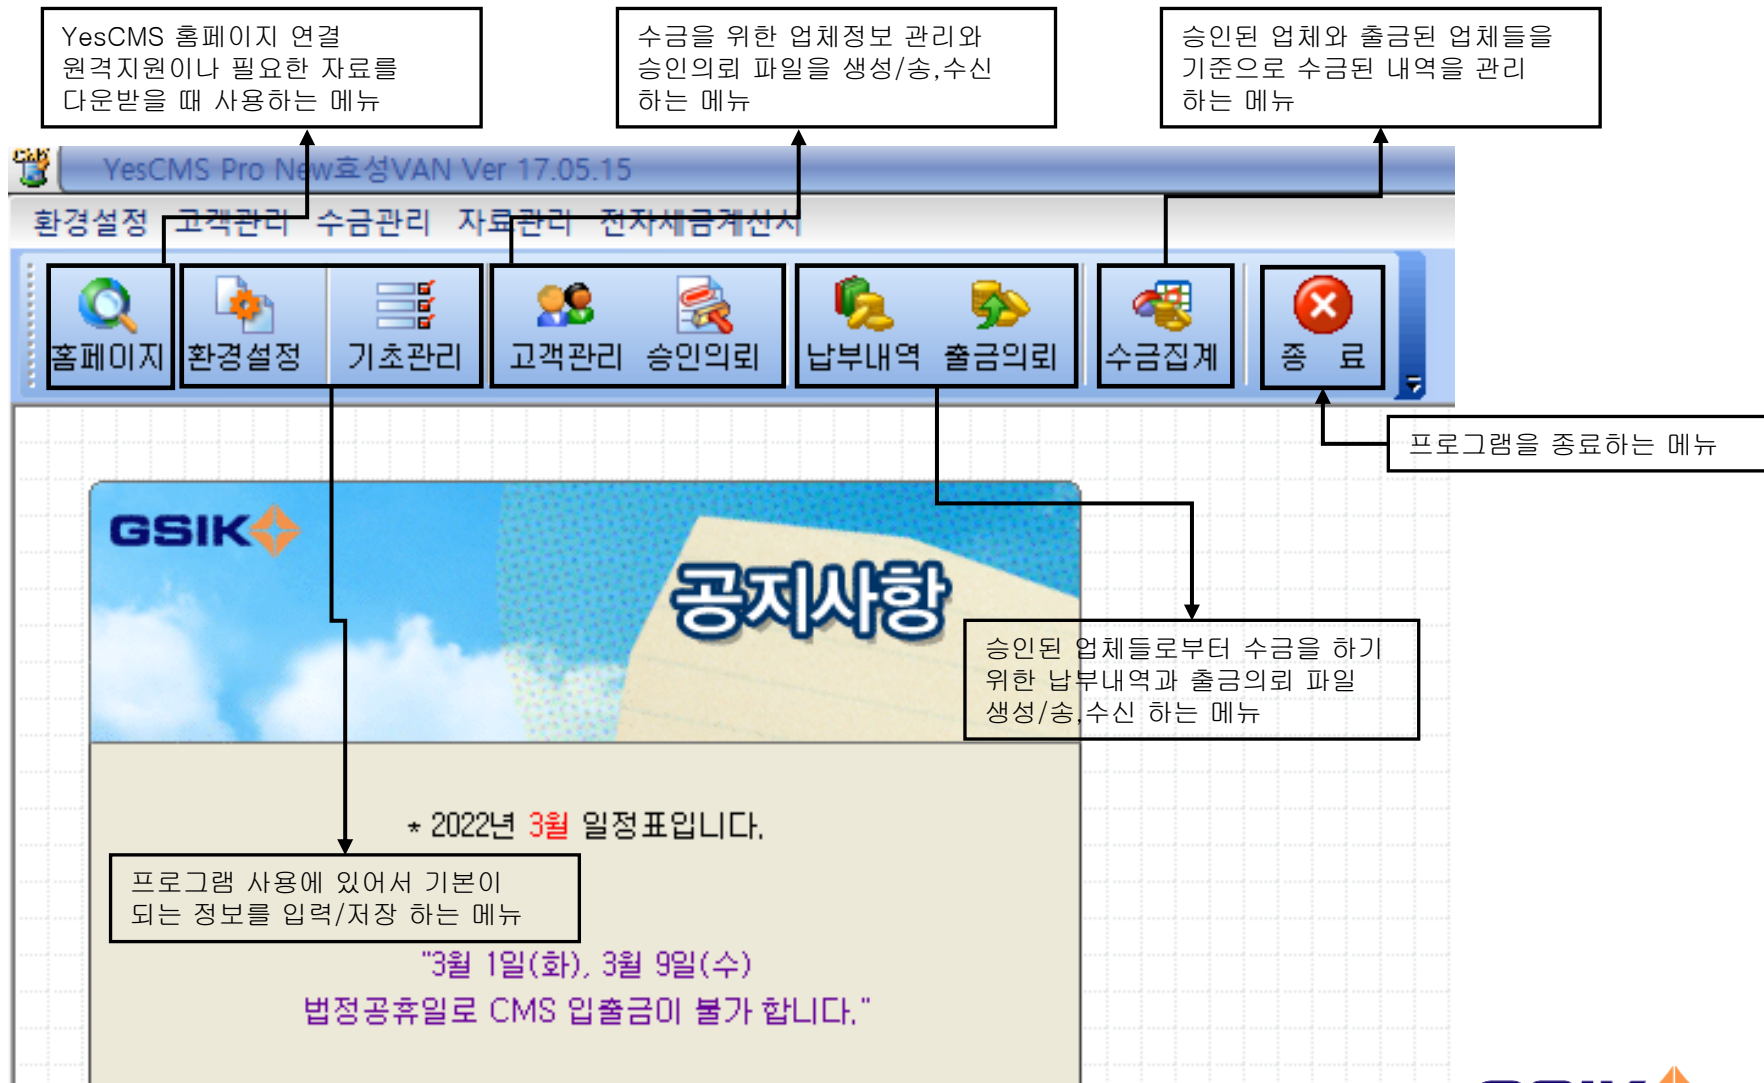 YesCMS 홈페이지 연결
원격지원이나 필요한 자료를
다운받을 때 사용하는 메뉴
수금을 위한 업체정보 관리와
승인의뢰 파일을 생성/송,수신
하는 메뉴
승인된 업체와 출금된 업체들을
기준으로 수금된 내역을 관리
하는 메뉴
YesCMS Pro New효성VAN Ver 17.05.15
환경설정 고객관리 수금관리 자료관리 전자세금계산서
홈페이지 환경설정 기초관리 고객관리 승인의뢰 납부내역 출금의뢰 수금집계 종 료
프로그램을 종료하는 메뉴
GSIK
공지사항
승인된 업체들로부터 수금을 하기
위한 납부내역과 출금의뢰 파일
생성/송,수신 하는 메뉴
* 2022년 3월 일정표입니다.
프로그램 사용에 있어서 기본이
되는 정보를 입력/저장 하는 메뉴
"3월 1일(화), 3월 9일(수)
법정공휴일로 CMS 입출금이 불가 합니다."